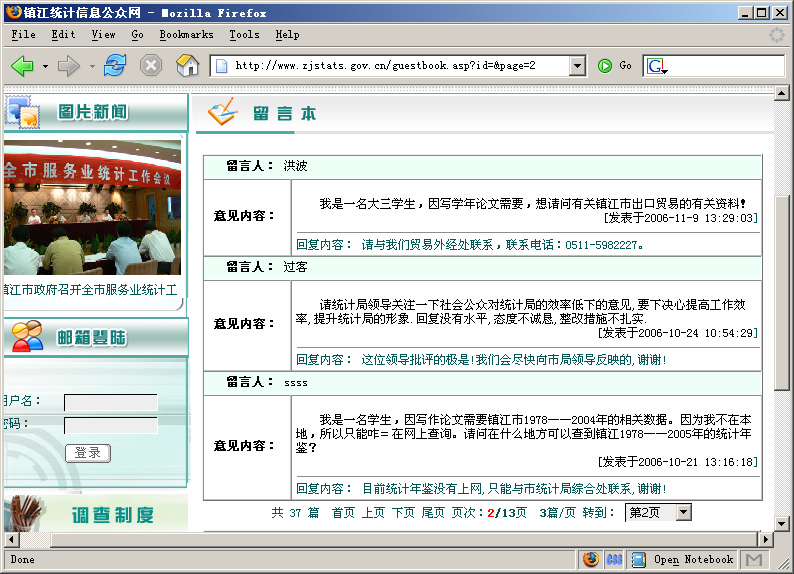 镇江统计信息公众网 - Mozilla Firefox
File Edit View Go Bookmarks Tools Help
http://www.zjstats.gov.cn/guestbook.asp?id=&page=2
Go
图片新闻
全市服务业统计工作会议
镇江市政府召开全市服务业统计工
邮箱登陆
用户名：
密码：
登录
调查制度
留言本
留言人： 洪波
意见内容：
我是一名大三学生，因写学年论文需要，想请问有关镇江市出口贸易的有关资料！
[发表于2006-11-9 13:29:03]
回复内容： 请与我们贸易外经处联系，联系电话：0511-5982227。
留言人： 过客
意见内容：
请统计局领导关注一下社会公众对统计局的效率低下的意见,要下决心提高工作效
率,提升统计局的形象.回复没有水平,态度不诚恳,整改措施不扎实.
[发表于2006-10-24 10:54:29]
回复内容： 这位领导批评的极是!我们会尽快向市局领导反映的,谢谢!
留言人： ssss
意见内容：
我是一名学生，因写作论文需要镇江市1978——2004年的相关数据。因为我不在本
地，所以只能咋＝在网上查询。请问在什么地方可以查到镇江1978——2005年的统计年
鉴？
[发表于2006-10-21 13:16:18]
回复内容： 目前统计年鉴没有上网,只能与市统计局综合处联系,谢谢!
共 37 篇 首页 上页 下页 尾页 页次：2/13页 3篇/页 转到： 第2页
Done
CSS
Open Notebook